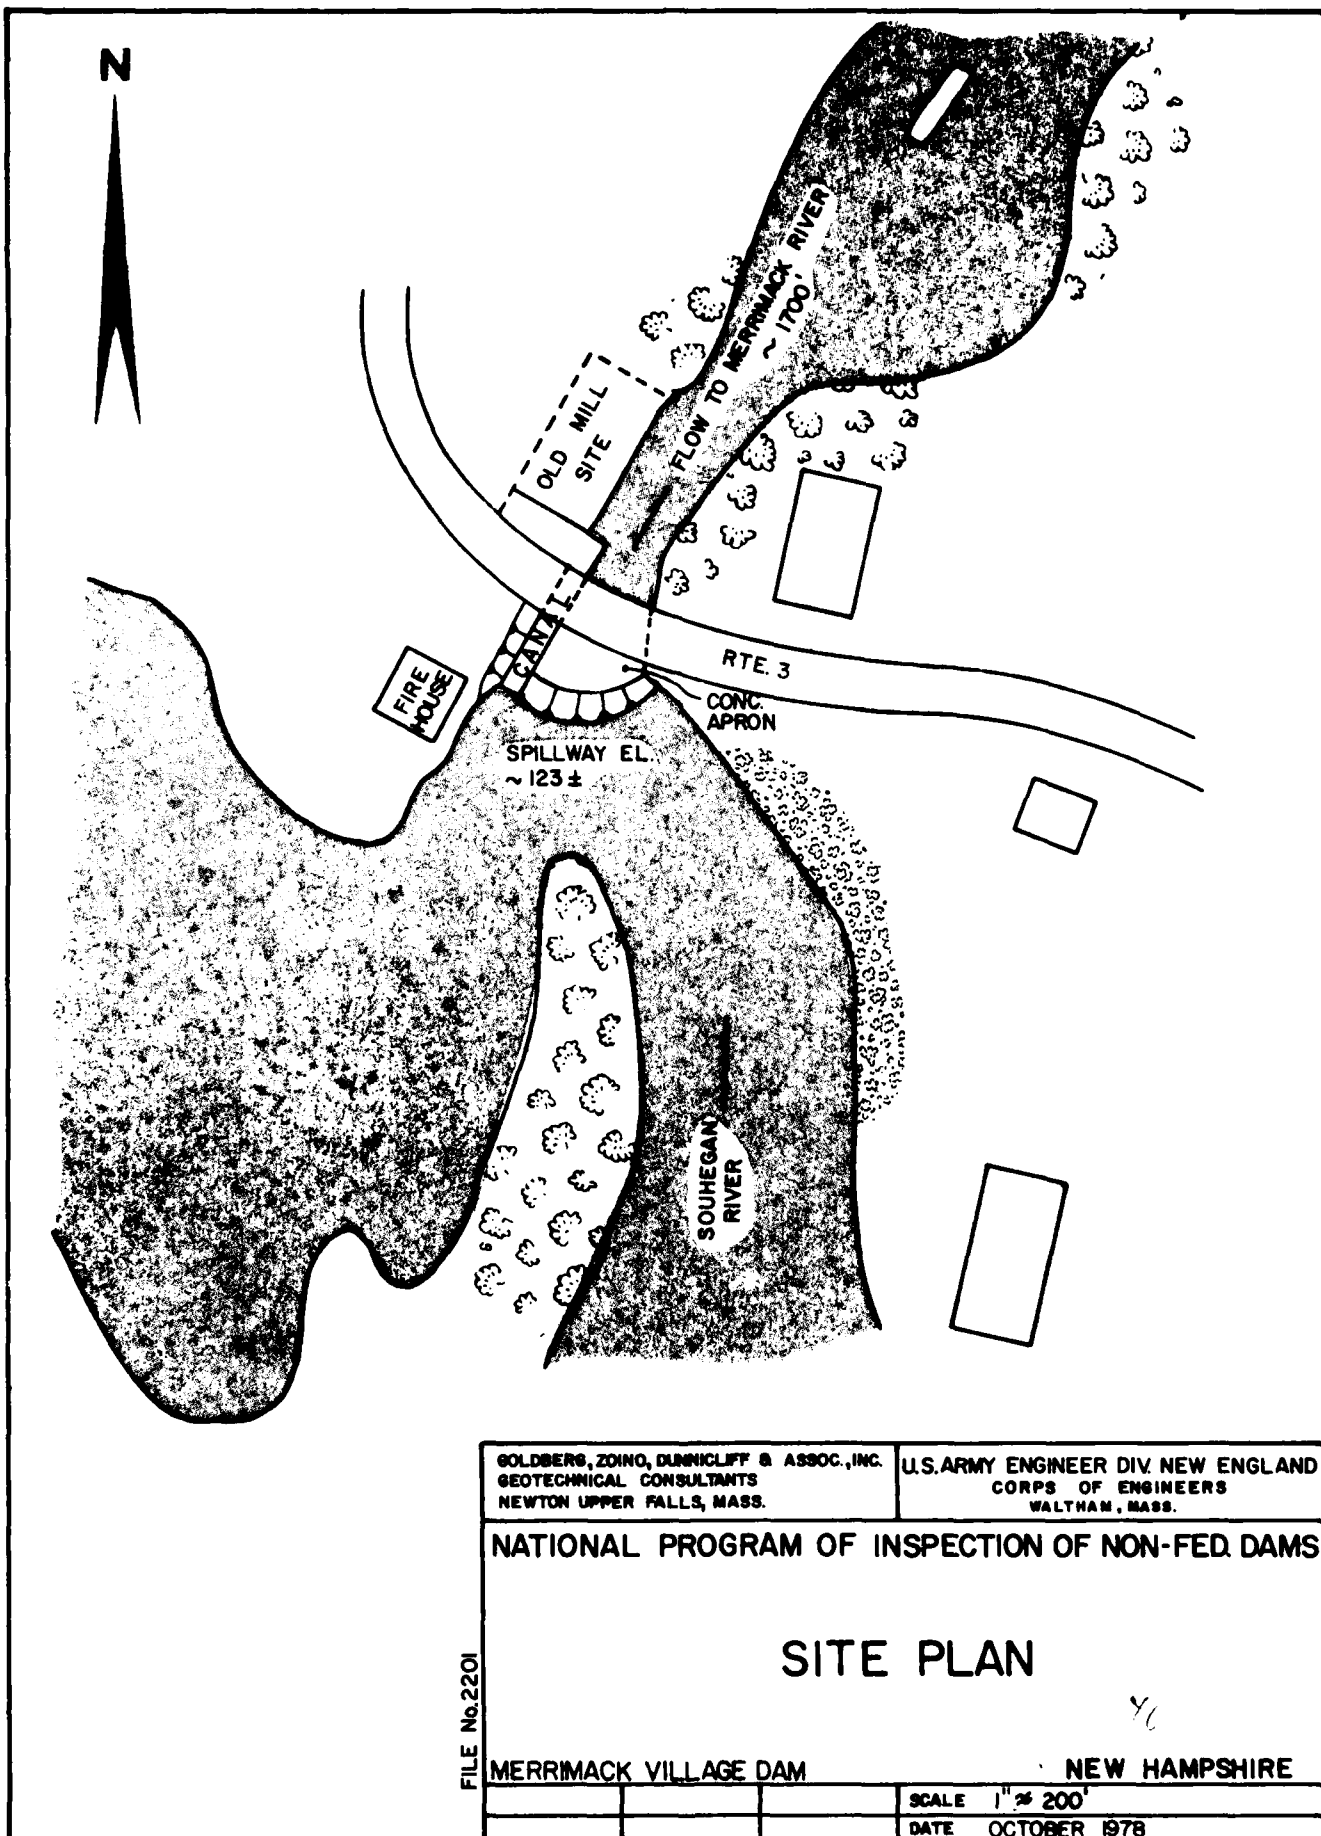 N
FLOW TO MERRIMACK RIVER
~ 1700'
OLD MILL
SITE
CANAL
RTE. 3
FIRE
HOUSE
CONC.
APRON
SPILLWAY EL.
~ 123 ±
SOUHEGAN
RIVER
GOLDBERG, ZOINO, DUNNICLIFF & ASSOC., INC.
GEOTECHNICAL CONSULTANTS
NEWTON UPPER FALLS, MASS.
U.S. ARMY ENGINEER DIV. NEW ENGLAND
CORPS OF ENGINEERS
WALTHAM, MASS.
NATIONAL PROGRAM OF INSPECTION OF NON-FED. DAMS
SITE PLAN
FILE No. 2201
MERRIMACK VILLAGE DAM
NEW HAMPSHIRE
SCALE 1" ≈ 200'
DATE OCTOBER 1978